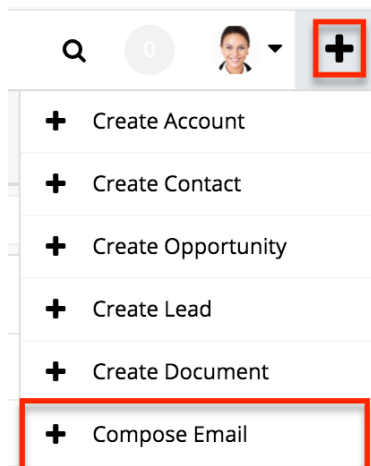 0
Create Account
Create Contact
Create Opportunity
Create Lead
Create Document
Compose Email